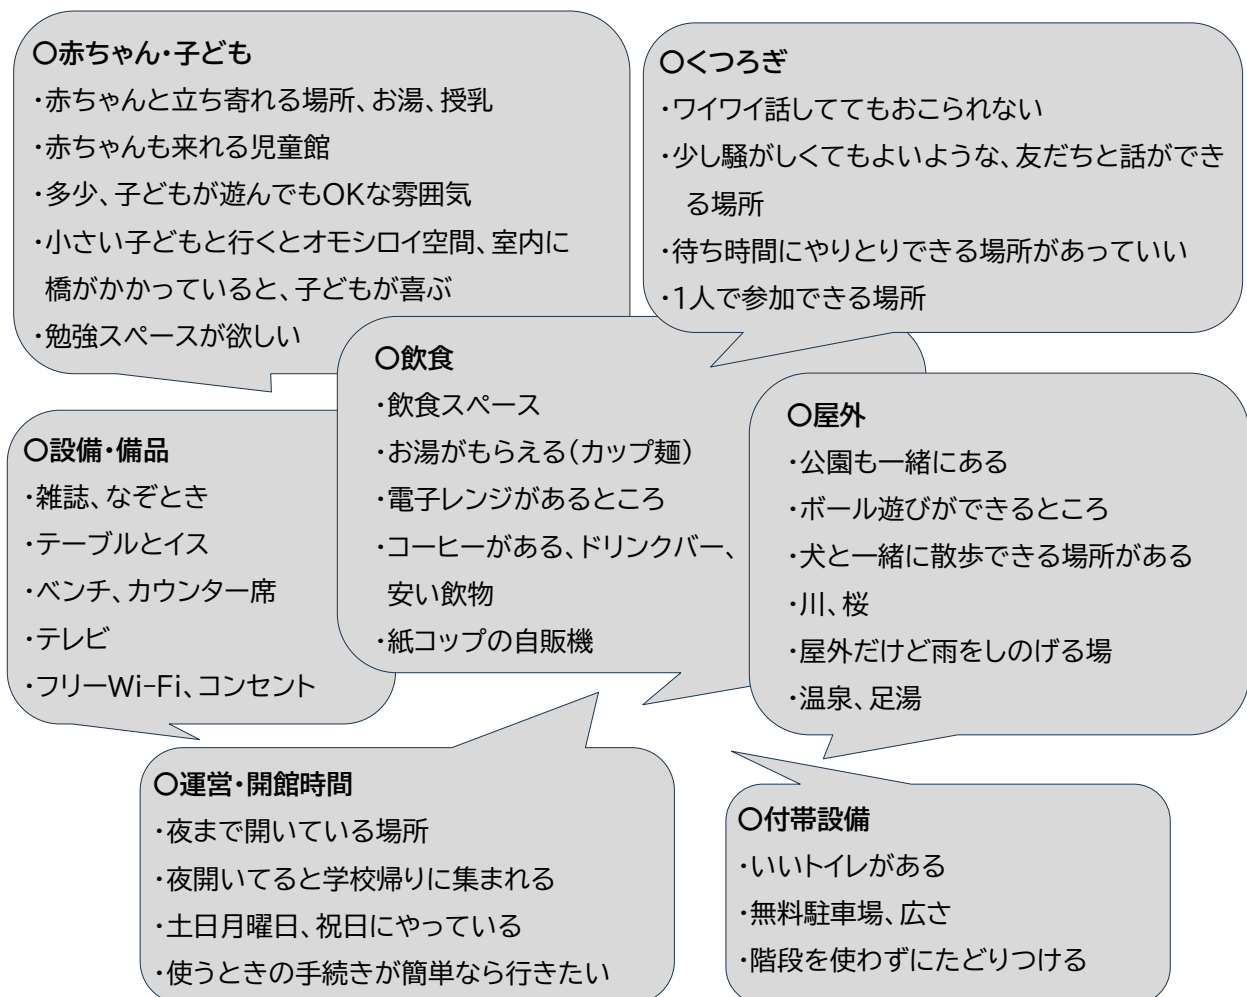 〇赤ちゃん・子ども
・赤ちゃんと立ち寄れる場所、お湯、授乳
・赤ちゃんも来れる児童館
・多少、子どもが遊んでもOKな雰囲気
・小さい子どもと行くとオモシロイ空間、室内に
橋がかかっていると、子どもが喜ぶ
・勉強スペースが欲しい
〇くつろぎ
・ワイワイ話しててもおこられない
・少し騒がしくてもよいような、友だちと話ができ
る場所
・待ち時間にやりとりできる場所があっていい
・1人で参加できる場所
〇飲食
・飲食スペース
・お湯がもらえる(カップ麺)
・電子レンジがあるところ
・コーヒーがある、ドリンクバー、
安い飲物
・紙コップの自販機
〇設備・備品
・雑誌、なぞとき
・テーブルとイス
・ベンチ、カウンター席
・テレビ
・フリーWi-Fi、コンセント
〇屋外
・公園も一緒にある
・ボール遊びができるところ
・犬と一緒に散歩できる場所がある
・川、桜
・屋外だけど雨をしのげる場
・温泉、足湯
〇運営・開館時間
・夜まで開いている場所
・夜開いてると学校帰りに集まれる
・土日月曜日、祝日にやっている
・使うときの手続きが簡単なら行きたい
〇付帯設備
・いいトイレがある
・無料駐車場、広さ
・階段を使わずにたどりつける